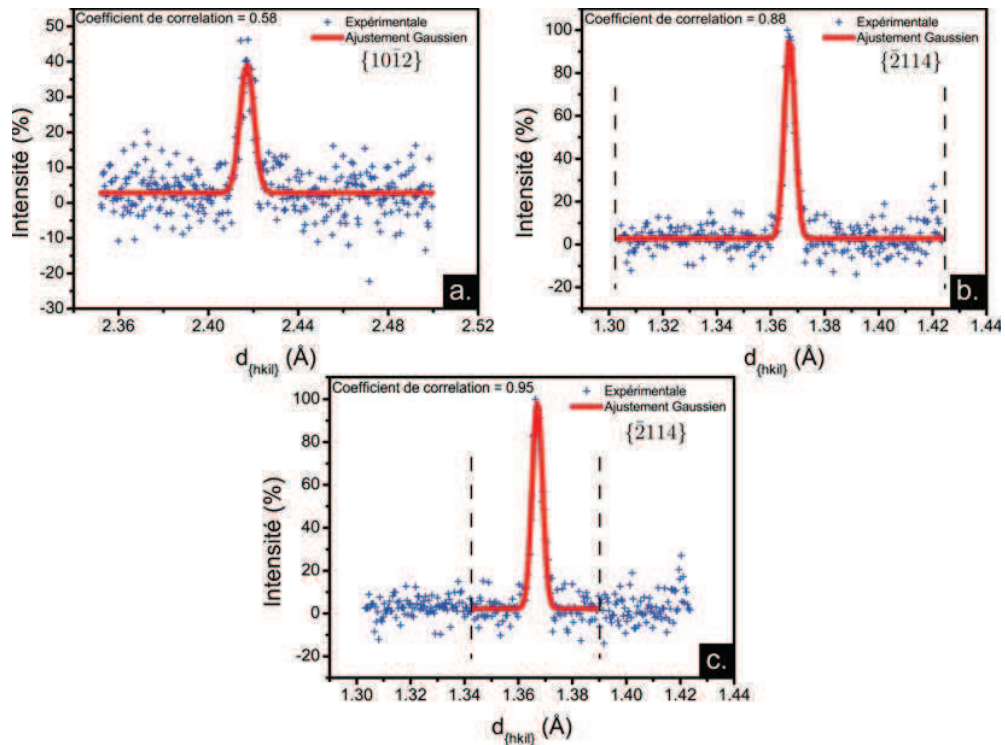 Coefficient de correlation = 0.58
Expérimentale
Ajustement Gaussien
{101̄2}
Intensité (%)
50
40
30
20
10
0
-10
-20
-30
2.36
2.40
2.44
2.48
2.52
d{hkil} (Å)
a.
Coefficient de correlation = 0.88
Expérimentale
Ajustement Gaussien
{2̄114}
Intensité (%)
100
80
60
40
20
0
-20
1.30
1.32
1.34
1.36
1.38
1.40
1.42
1.44
d{hkil} (Å)
b.
Coefficient de correlation = 0.95
Expérimentale
Ajustement Gaussien
{2̄114}
Intensité (%)
100
80
60
40
20
0
-20
1.30
1.32
1.34
1.36
1.38
1.40
1.42
1.44
d{hkil} (Å)
c.